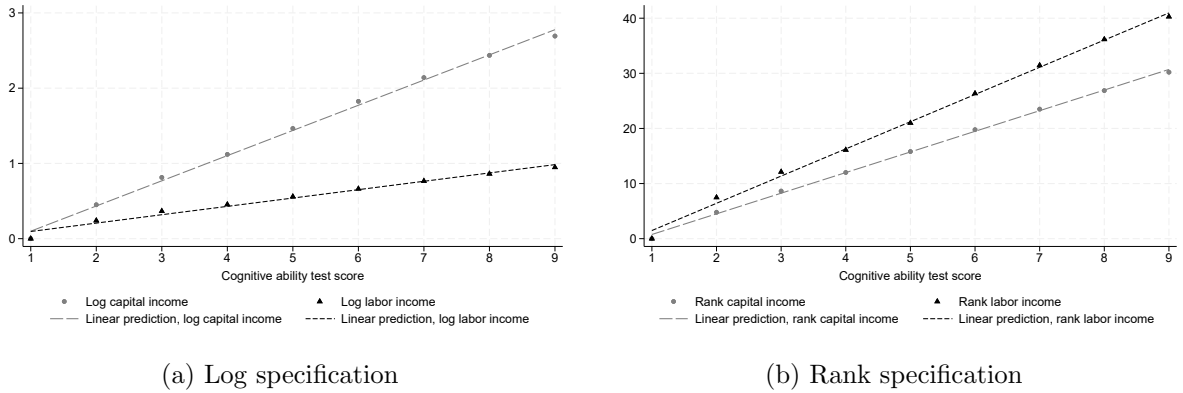 3
2
1
0
1 2 3 4 5 6 7 8 9
Cognitive ability test score
Log capital income
Log labor income
Linear prediction, log capital income
Linear prediction, log labor income
(a) Log specification
40
30
20
10
0
1 2 3 4 5 6 7 8 9
Cognitive ability test score
Rank capital income
Rank labor income
Linear prediction, rank capital income
Linear prediction, rank labor income
(b) Rank specification